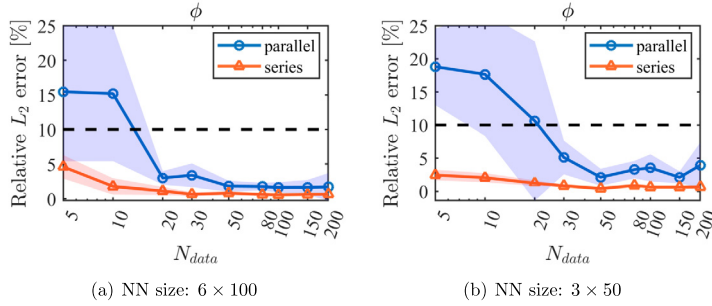 ϕ
Relative L₂ error [%]
25
20
15
10
5
0
parallel
series
5
10
20
30
50
80
100
150
200
N_data
(a) NN size: 6 × 100
ϕ
Relative L₂ error [%]
25
20
15
10
5
0
parallel
series
5
10
20
30
50
80
100
150
200
N_data
(b) NN size: 3 × 50